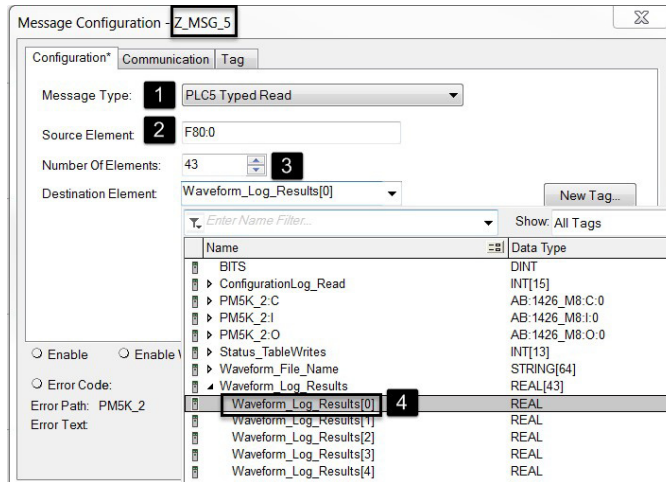 Message Configuration - Z_MSG_5
Configuration* Communication Tag
Message Type: 1 PLC5 Typed Read
Source Element: 2 F80:0
Number Of Elements: 43 3
Destination Element: Waveform_Log_Results[0] New Tag...
Enter Name Filter... Show: All Tags
Name Data Type
BITS DINT
ConfigurationLog_Read INT[15]
PM5K_2:C AB:1426_M8:C:0
PM5K_2:I AB:1426_M8:I:0
PM5K_2:O AB:1426_M8:O:0
Enable Enable Status_TableWrites INT[13]
Waveform_File_Name STRING[64]
Error Code: Waveform_Log_Results REAL[43]
Error Path: PM5K_2 Waveform_Log_Results[0] 4 REAL
Error Text: Waveform_Log_Results[1] REAL
Waveform_Log_Results[2] REAL
Waveform_Log_Results[3] REAL
Waveform_Log_Results[4] REAL